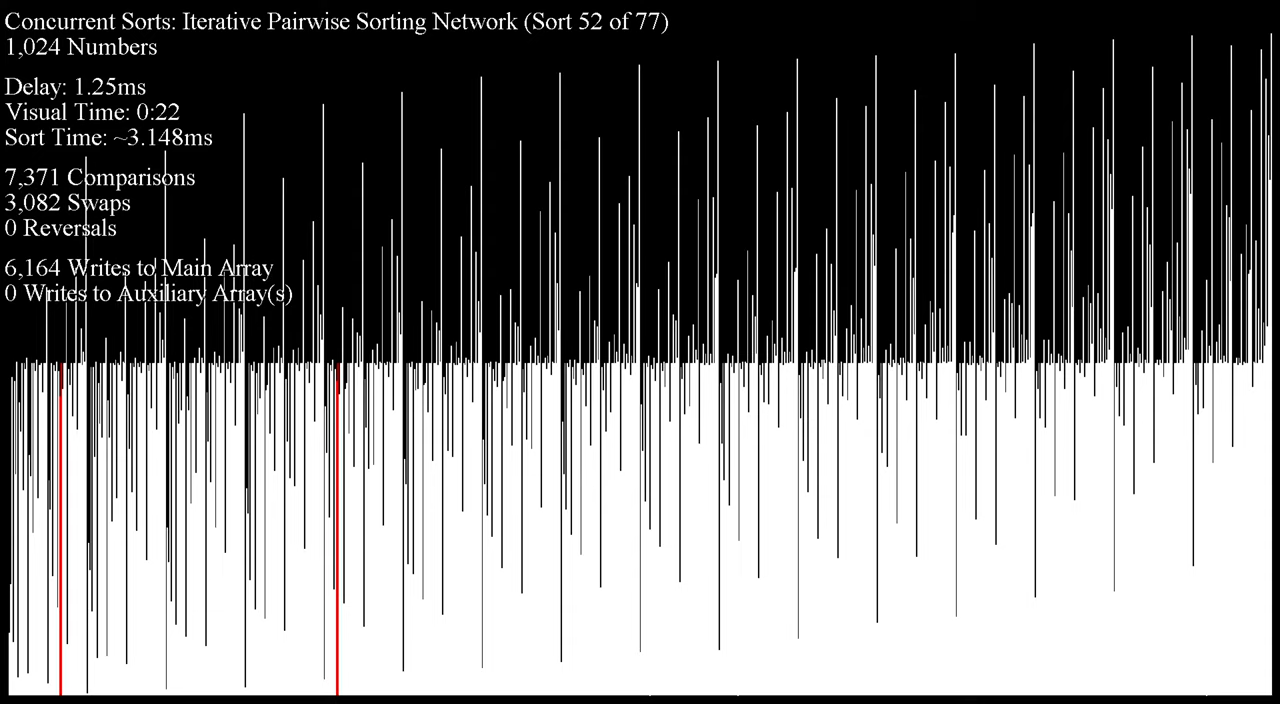 Concurrent Sorts: Iterative Pairwise Sorting Network (Sort 52 of 77)
1,024 Numbers
Delay: 1.25ms
Visual Time: 0:22
Sort Time: ~3.148ms
7,371 Comparisons
3,082 Swaps
0 Reversals
6,164 Writes to Main Array
0 Writes to Auxiliary Array(s)